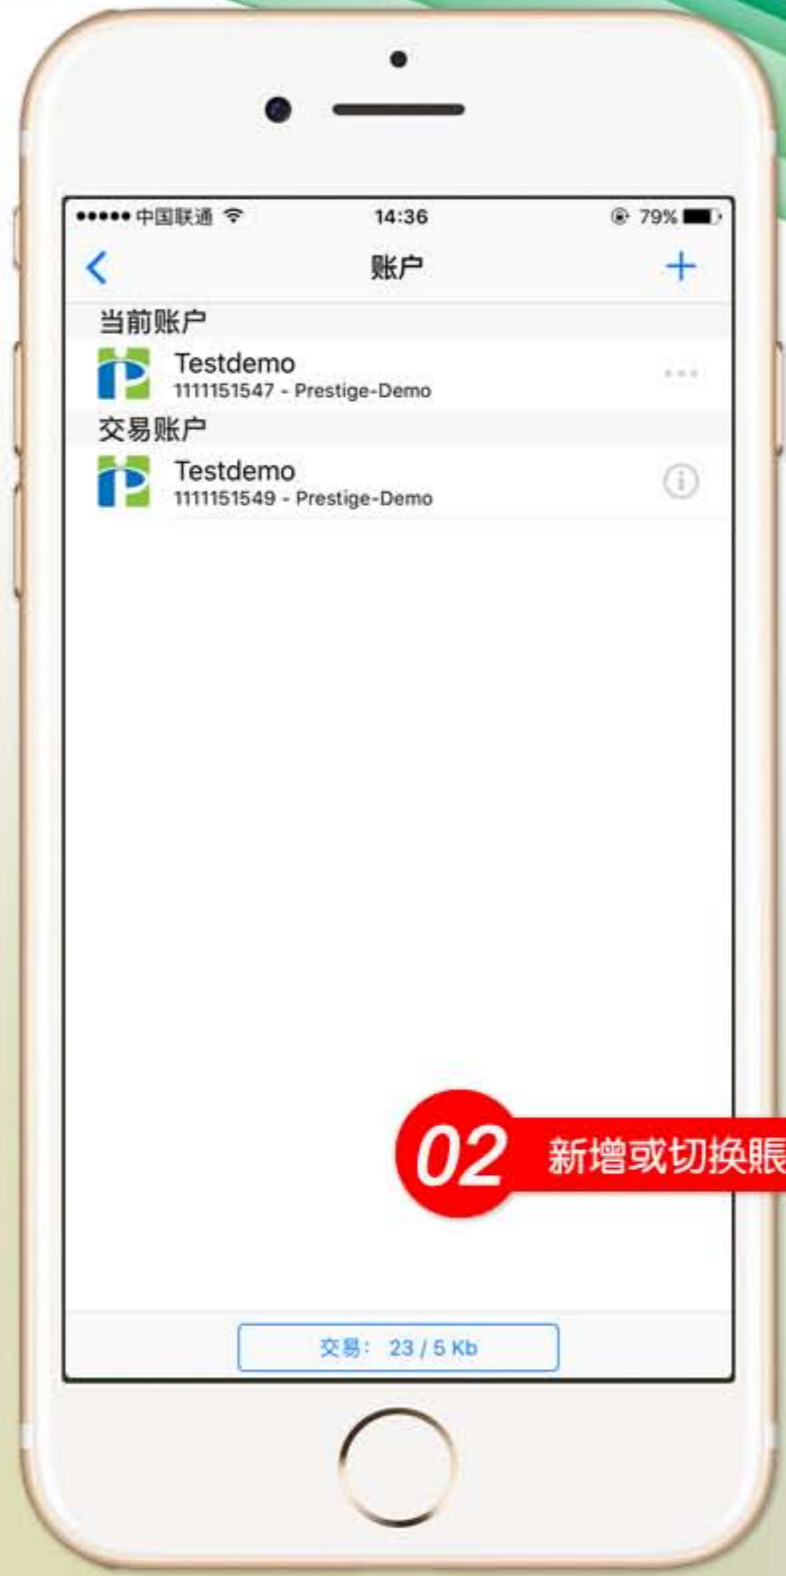 中国联通 14:36 79%
账户
当前账户
Testdemo
1111151547 - Prestige-Demo
交易账户
Testdemo
1111151549 - Prestige-Demo
02 新增或切换賬
交易: 23 / 5 Kb